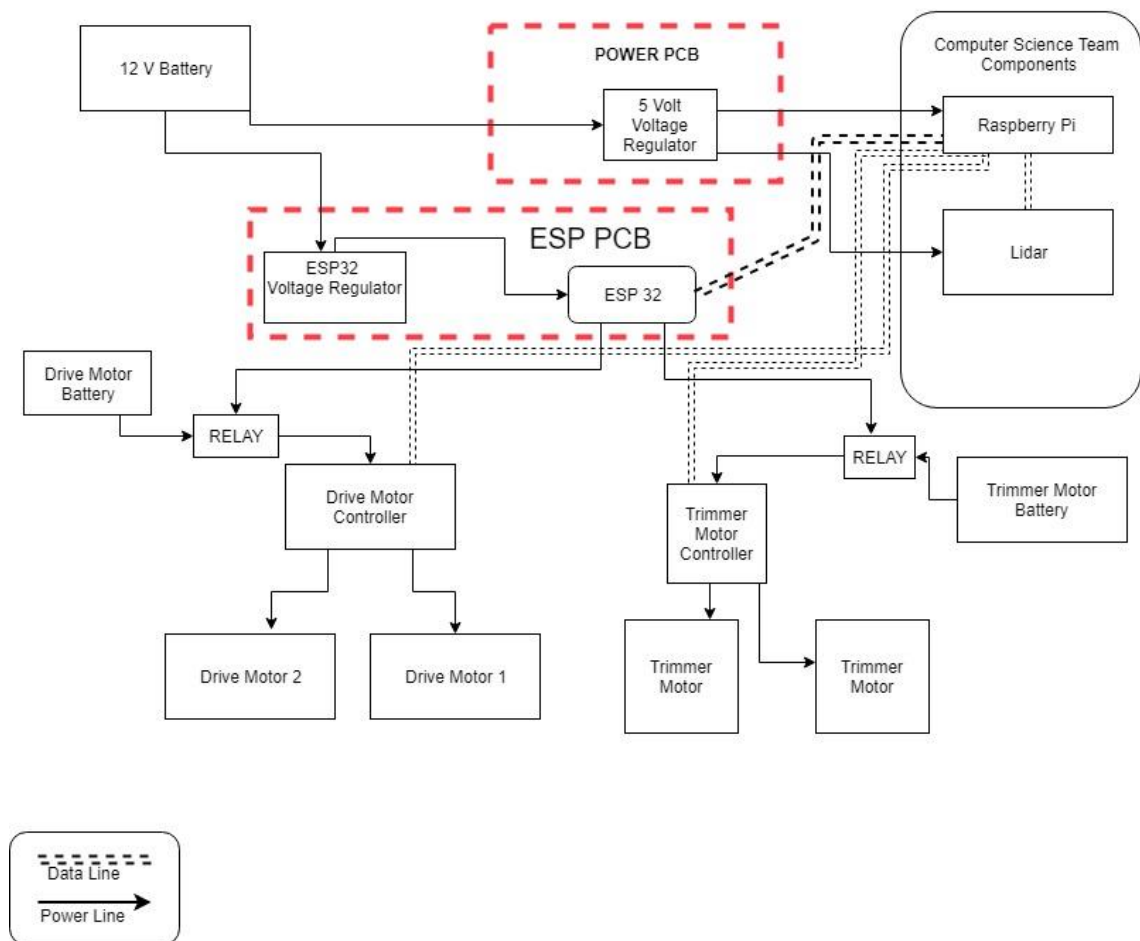 12 V Battery
POWER PCB
5 Volt
Voltage
Regulator
Computer Science Team
Components
Raspberry Pi
Lidar
ESP PCB
ESP32
Voltage Regulator
ESP 32
Drive Motor
Battery
RELAY
Drive Motor
Controller
Drive Motor 2
Drive Motor 1
RELAY
Trimmer Motor
Battery
Trimmer
Motor
Controller
Trimmer
Motor
Trimmer
Motor
Data Line
Power Line